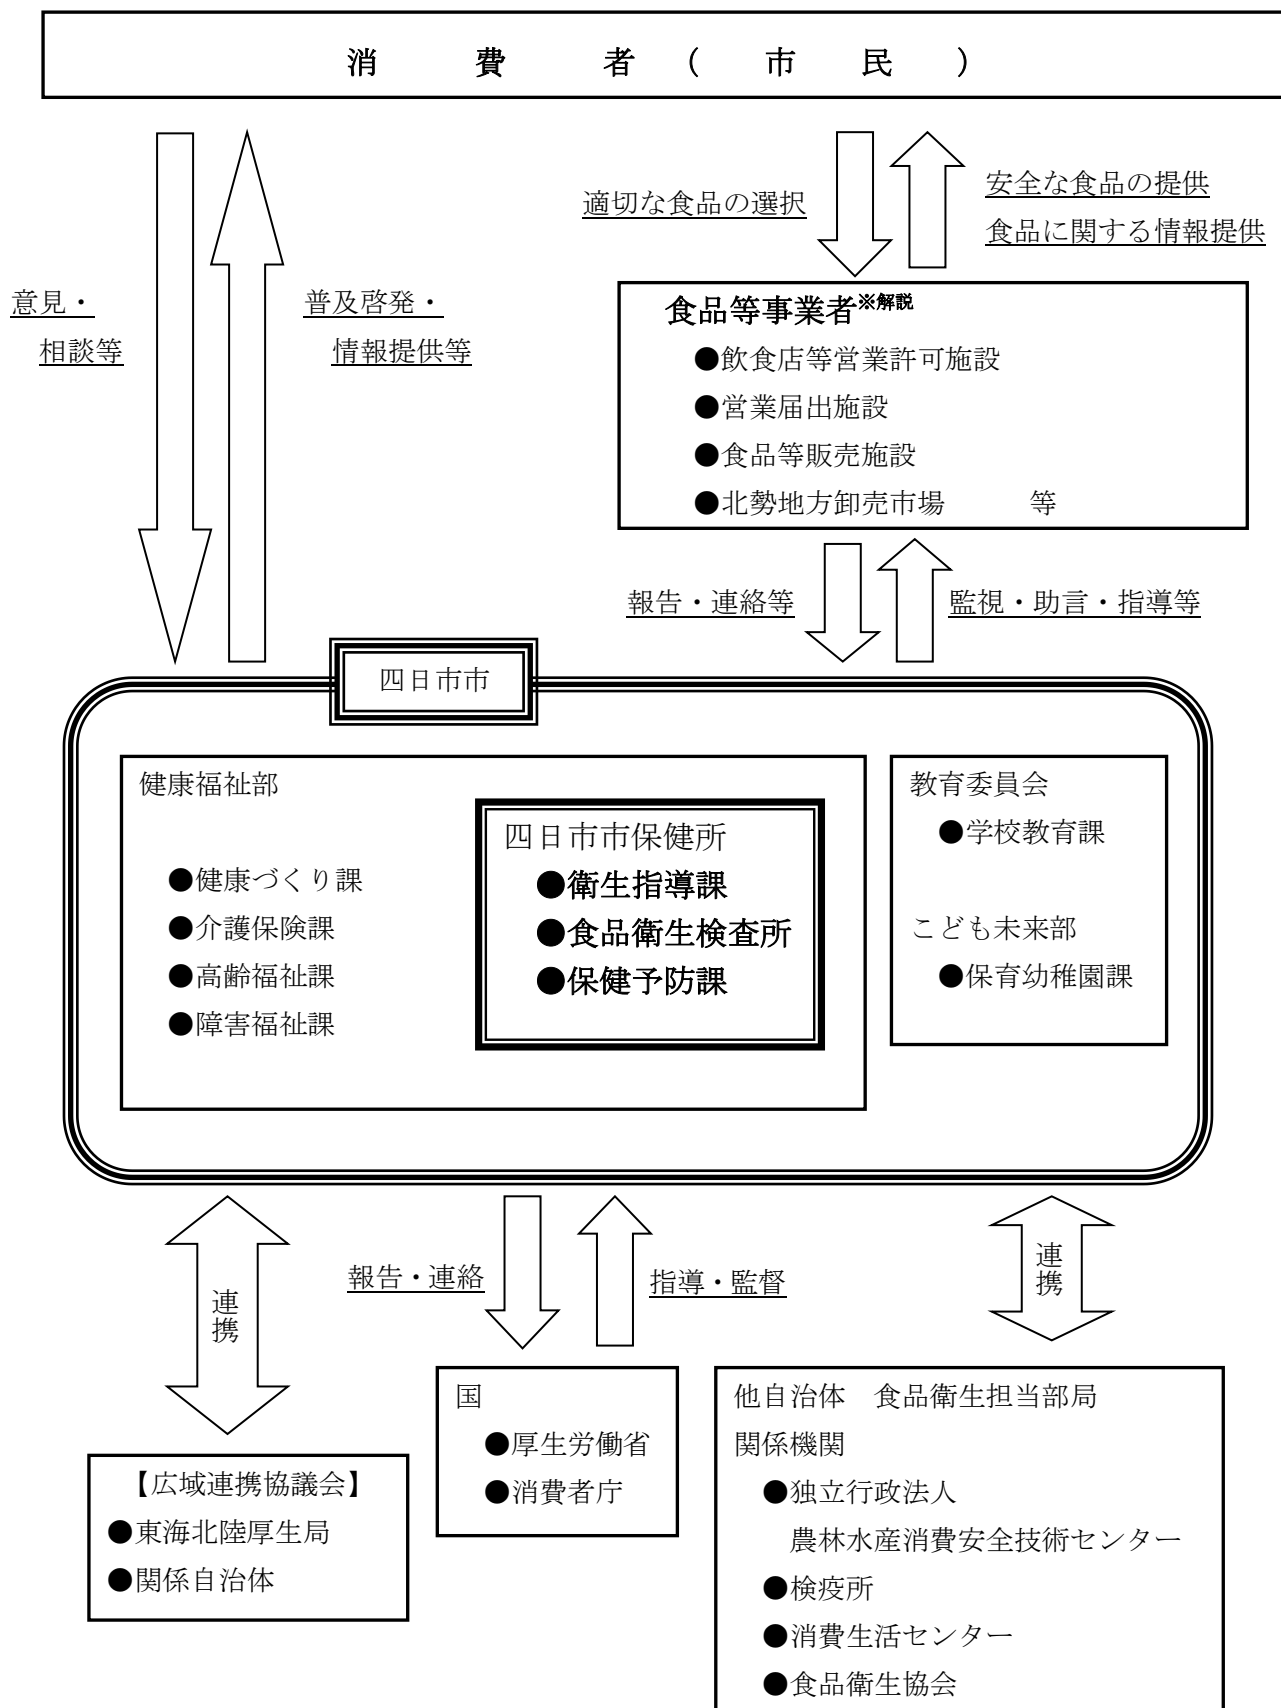 消費者（市民）
適切な食品の選択
安全な食品の提供
食品に関する情報提供
意見・
相談等
普及啓発・
情報提供等
食品等事業者※解説
●飲食店等営業許可施設
●営業届出施設
●食品等販売施設
●北勢地方卸売市場　　　等
報告・連絡等
監視・助言・指導等
四日市市
健康福祉部
●健康づくり課
●介護保険課
●高齢福祉課
●障害福祉課
四日市市保健所
●衛生指導課
●食品衛生検査所
●保健予防課
教育委員会
●学校教育課
こども未来部
●保育幼稚園課
連携
報告・連絡
指導・監督
連携
【広域連携協議会】
●東海北陸厚生局
●関係自治体
国
●厚生労働省
●消費者庁
他自治体　食品衛生担当部局
関係機関
●独立行政法人
農林水産消費安全技術センター
●検疫所
●消費生活センター
●食品衛生協会